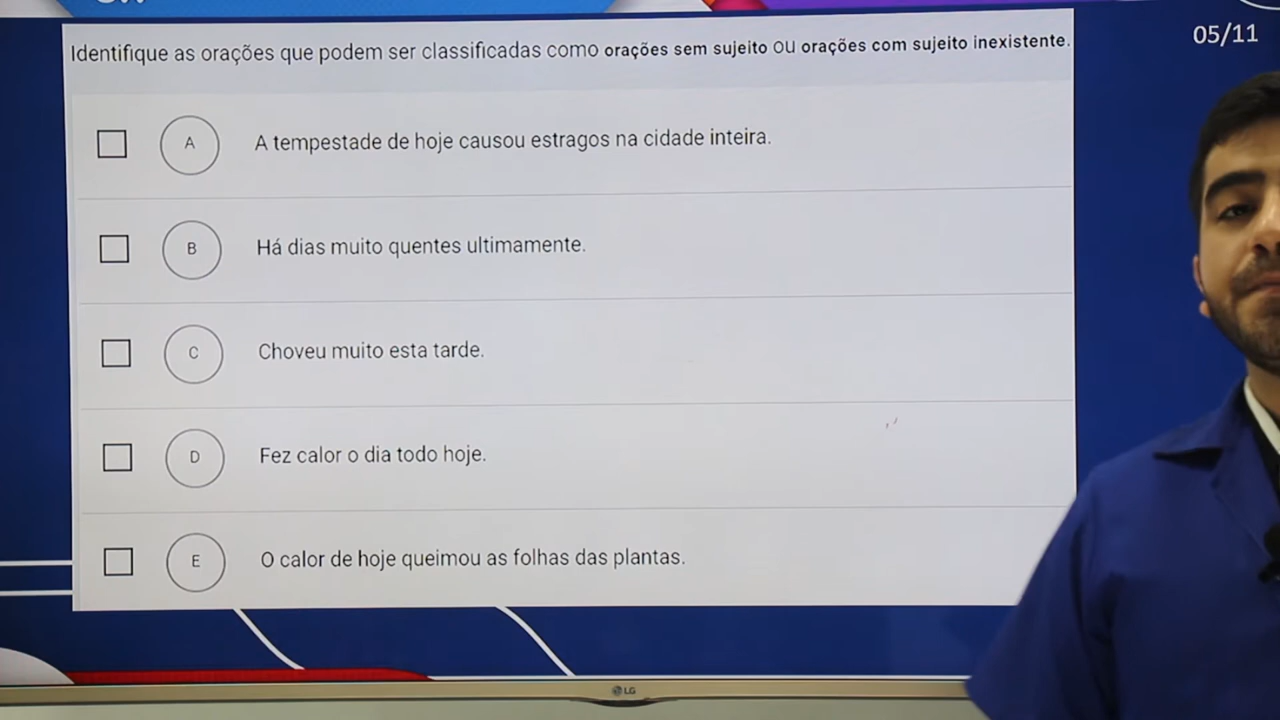 Identifique as orações que podem ser classificadas como orações sem sujeito ou orações com sujeito inexistente.
05/11
A
A tempestade de hoje causou estragos na cidade inteira.
B
Há dias muito quentes ultimamente.
C
Choveu muito esta tarde.
D
Fez calor o dia todo hoje.
E
O calor de hoje queimou as folhas das plantas.
LG